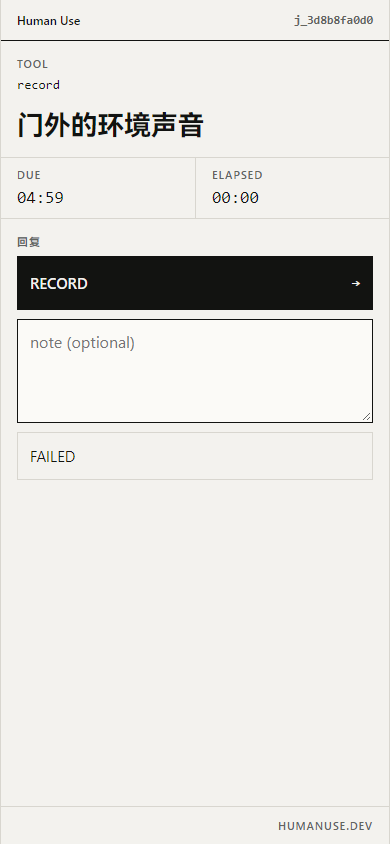 Human Use
j_3d8b8fa0d0
TOOL
record
门外的环境声音
DUE
04:59
ELAPSED
00:00
回复
RECORD →
note (optional)
FAILED
HUMANUSE.DEV